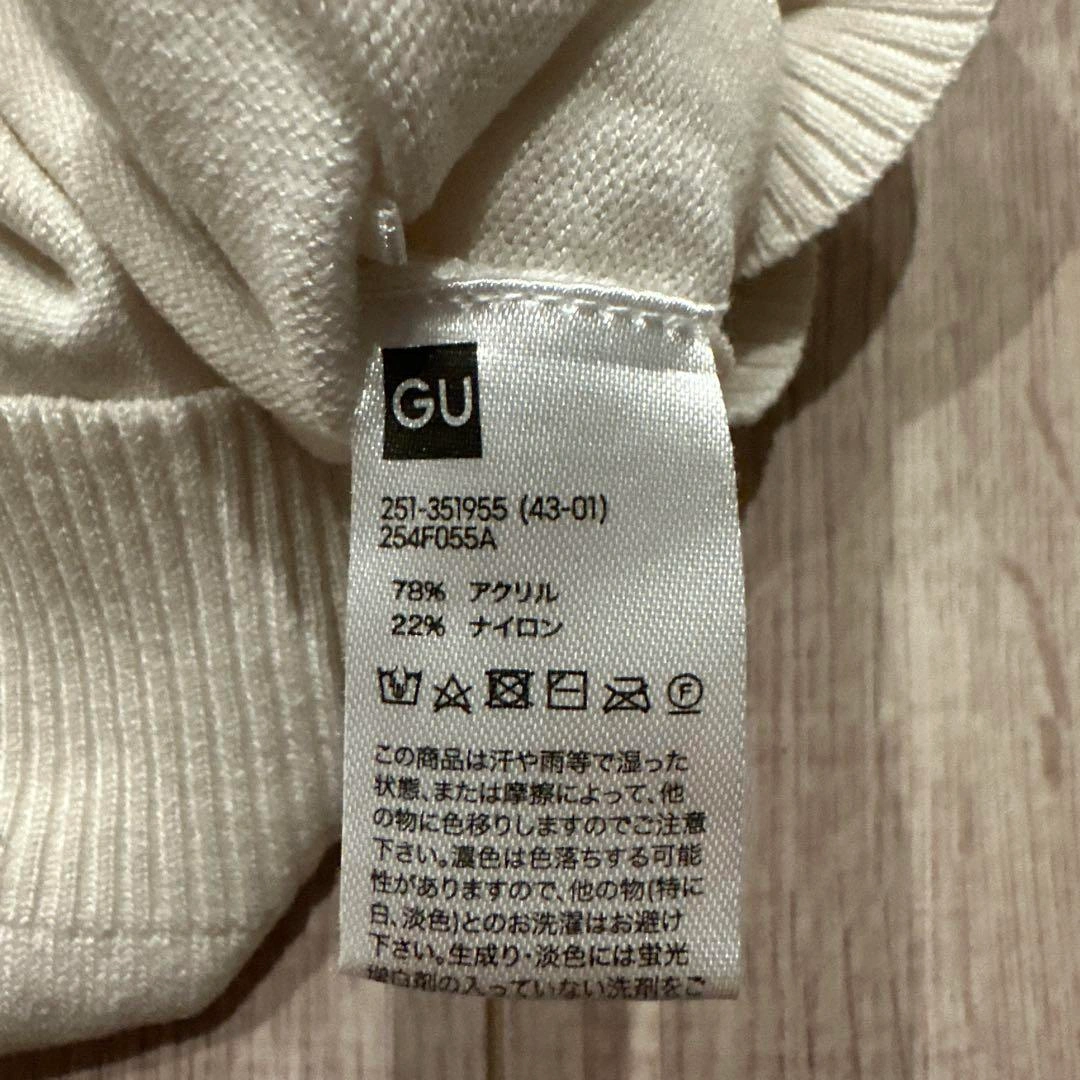 GU
251-351955 (43-01)
254F055A
78% アクリル
22% ナイロン
F
この商品は汗や雨等で湿った
状態、または摩擦によって、他
の物に色移りしますのでご注意
下さい。濃色は色落ちする可能
性がありますので、他の物(特に
白、淡色)とのお洗濯はお避け
下さい。生成り・淡色には蛍光
増白剤の入っていない洗剤をご